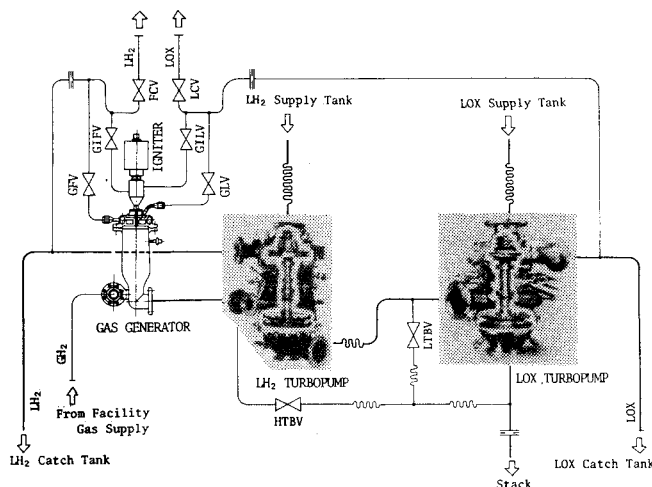 LH₂
LOX
FCV
LCV
LH₂ Supply Tank
LOX Supply Tank
GIFV
IGNITER
GILV
GFV
GLV
GAS GENERATOR
GH₂
LH₂
From Facility
Gas Supply
LH₂ Catch Tank
LTBV
LH₂ TURBOPUMP
HTBV
LOX TURBOPUMP
LOX
LOX Catch Tank
Stack